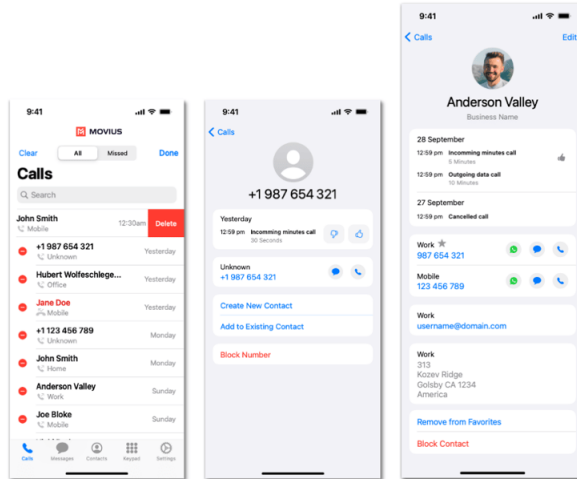 9:41
MOVIUS
Clear
All
Missed
Done
Calls
Search
John Smith
Mobile
12:30am
Delete
+1 987 654 321
Unknown
Yesterday
Hubert Wolfeschlege...
Office
Yesterday
Jane Doe
Mobile
Yesterday
+1 123 456 789
Unknown
Monday
John Smith
Home
Monday
Anderson Valley
Work
Sunday
Joe Bloke
Mobile
Sunday
Calls
Messages
Contacts
Keypad
Settings
9:41
Calls
+1 987 654 321
Yesterday
12:59 pm Incomming minutes call
30 Seconds
Unknown
+1 987 654 321
Create New Contact
Add to Existing Contact
Block Number
9:41
Calls
Edit
Anderson Valley
Business Name
28 September
12:59 pm Incomming minutes call
5 Minutes
12:59 pm Outgoing data call
10 Minutes
27 September
12:59 pm Cancelled call
Work
987 654 321
Mobile
123 456 789
Work
username@domain.com
Work
313
Kozev Ridge
Golsby CA 1234
America
Remove from Favorites
Block Contact